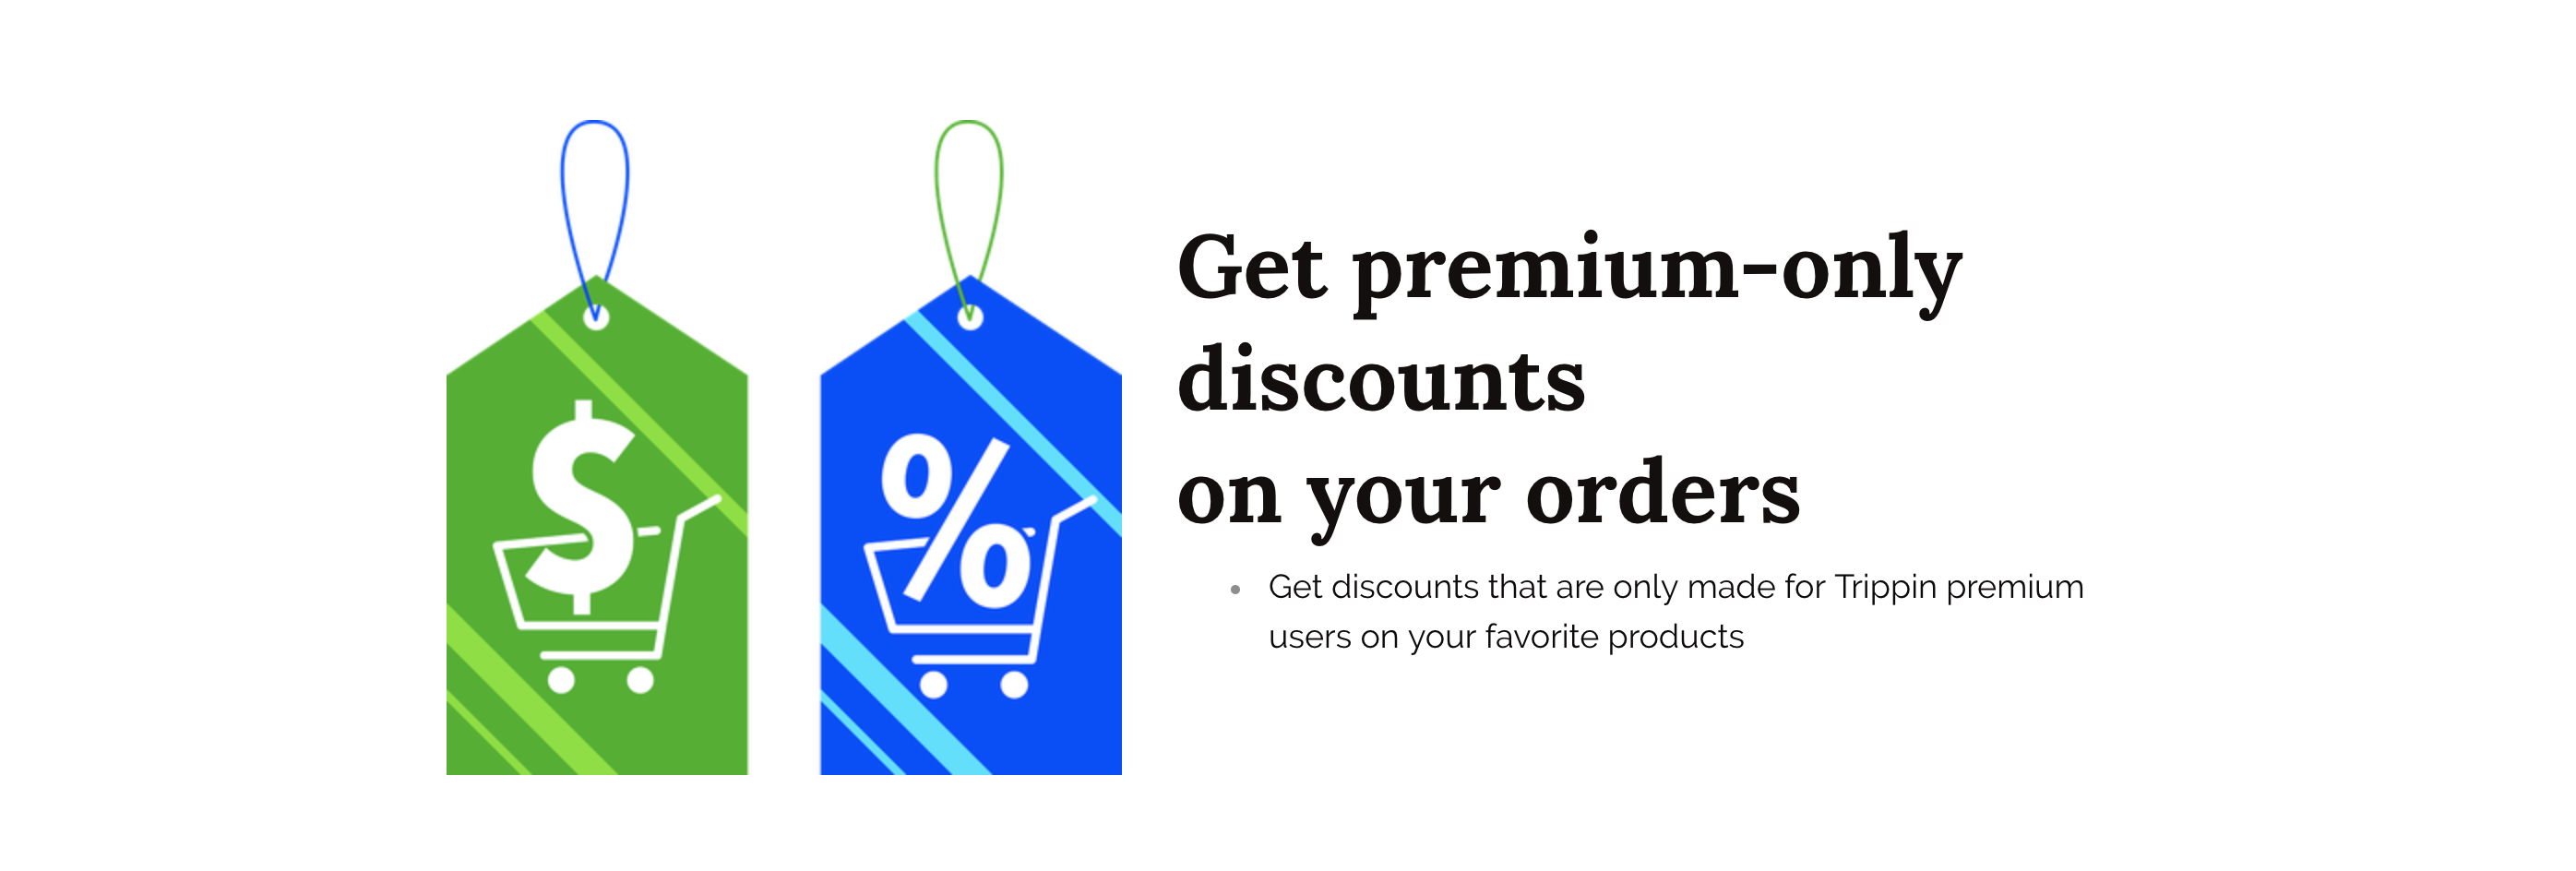 $
%
Get premium-only
discounts
on your orders
Get discounts that are only made for Trippin premium
users on your favorite products